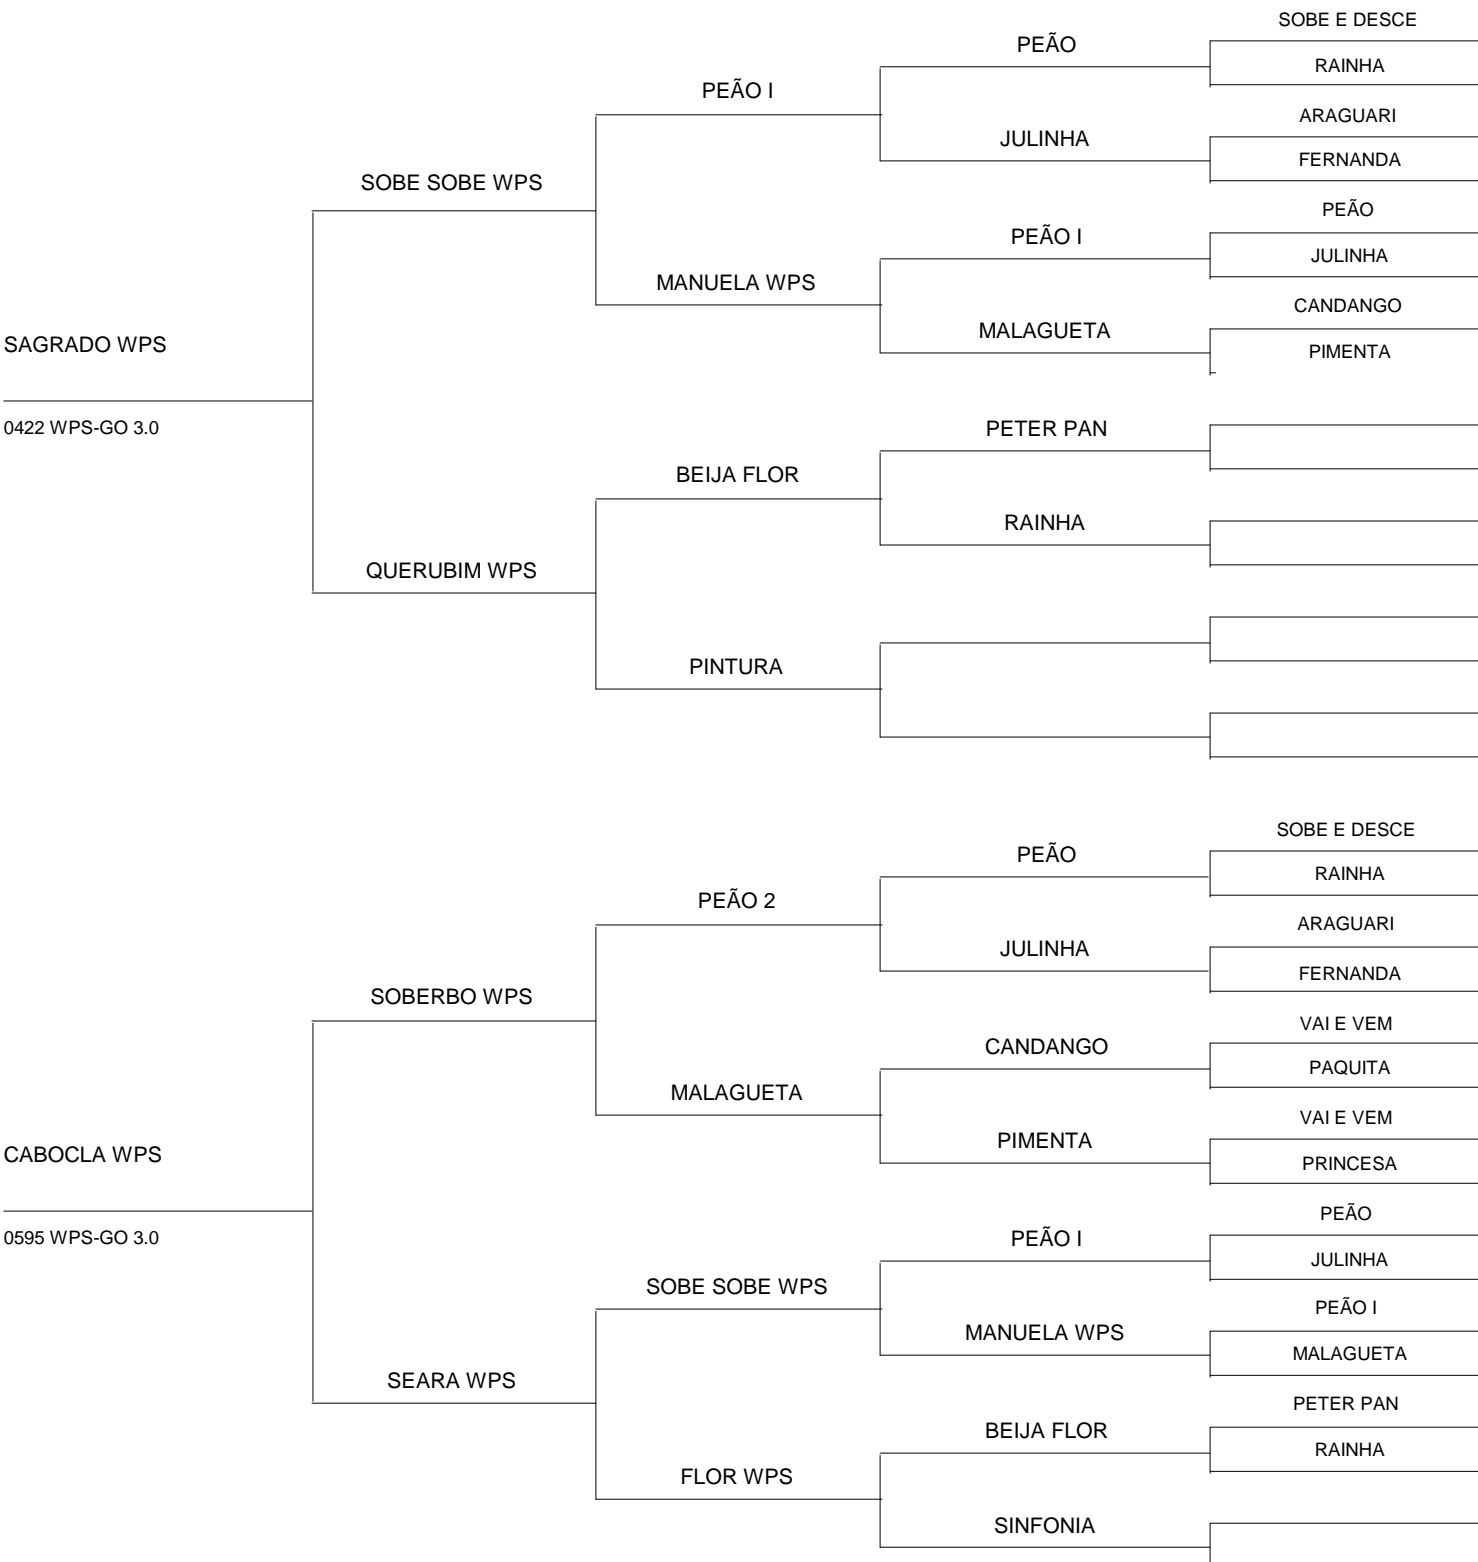 SOBE E DESCE
PEÃO
RAINHA
PEÃO I
ARAGUARI
JULINHA
FERNANDA
SOBE SOBE WPS
PEÃO
PEÃO I
JULINHA
MANUELA WPS
CANDANGO
MALAGUETA
SAGRADO WPS
PIMENTA
0422 WPS-GO 3.0
PETER PAN
BEIJA FLOR
RAINHA
QUERUBIM WPS
PINTURA
SOBE E DESCE
PEÃO
RAINHA
PEÃO 2
ARAGUARI
JULINHA
FERNANDA
SOBERBO WPS
VAI E VEM
CANDANGO
PAQUITA
MALAGUETA
VAI E VEM
PIMENTA
CABOCLA WPS
PRINCESA
PEÃO
0595 WPS-GO 3.0
PEÃO I
JULINHA
SOBE SOBE WPS
PEÃO I
MANUELA WPS
MALAGUETA
SEARA WPS
PETER PAN
BEIJA FLOR
RAINHA
FLOR WPS
SINFONIA